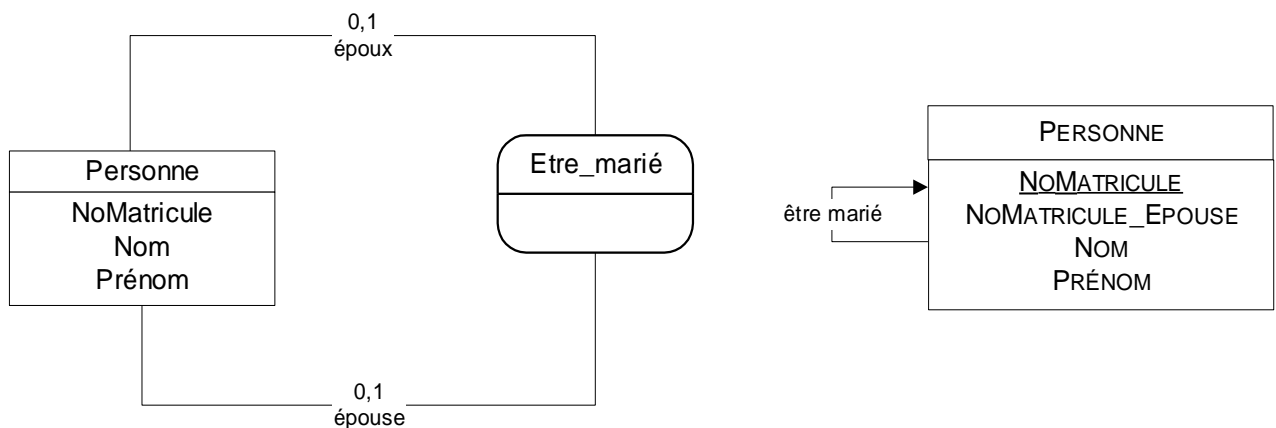 0,1
époux
Personne
NoMatricule
Nom
Prénom
Etre_marié
0,1
épouse
être marié
PERSONNE
NOMATRICULE
NOMATRICULE_EPOUSE
NOM
PRÉNOM